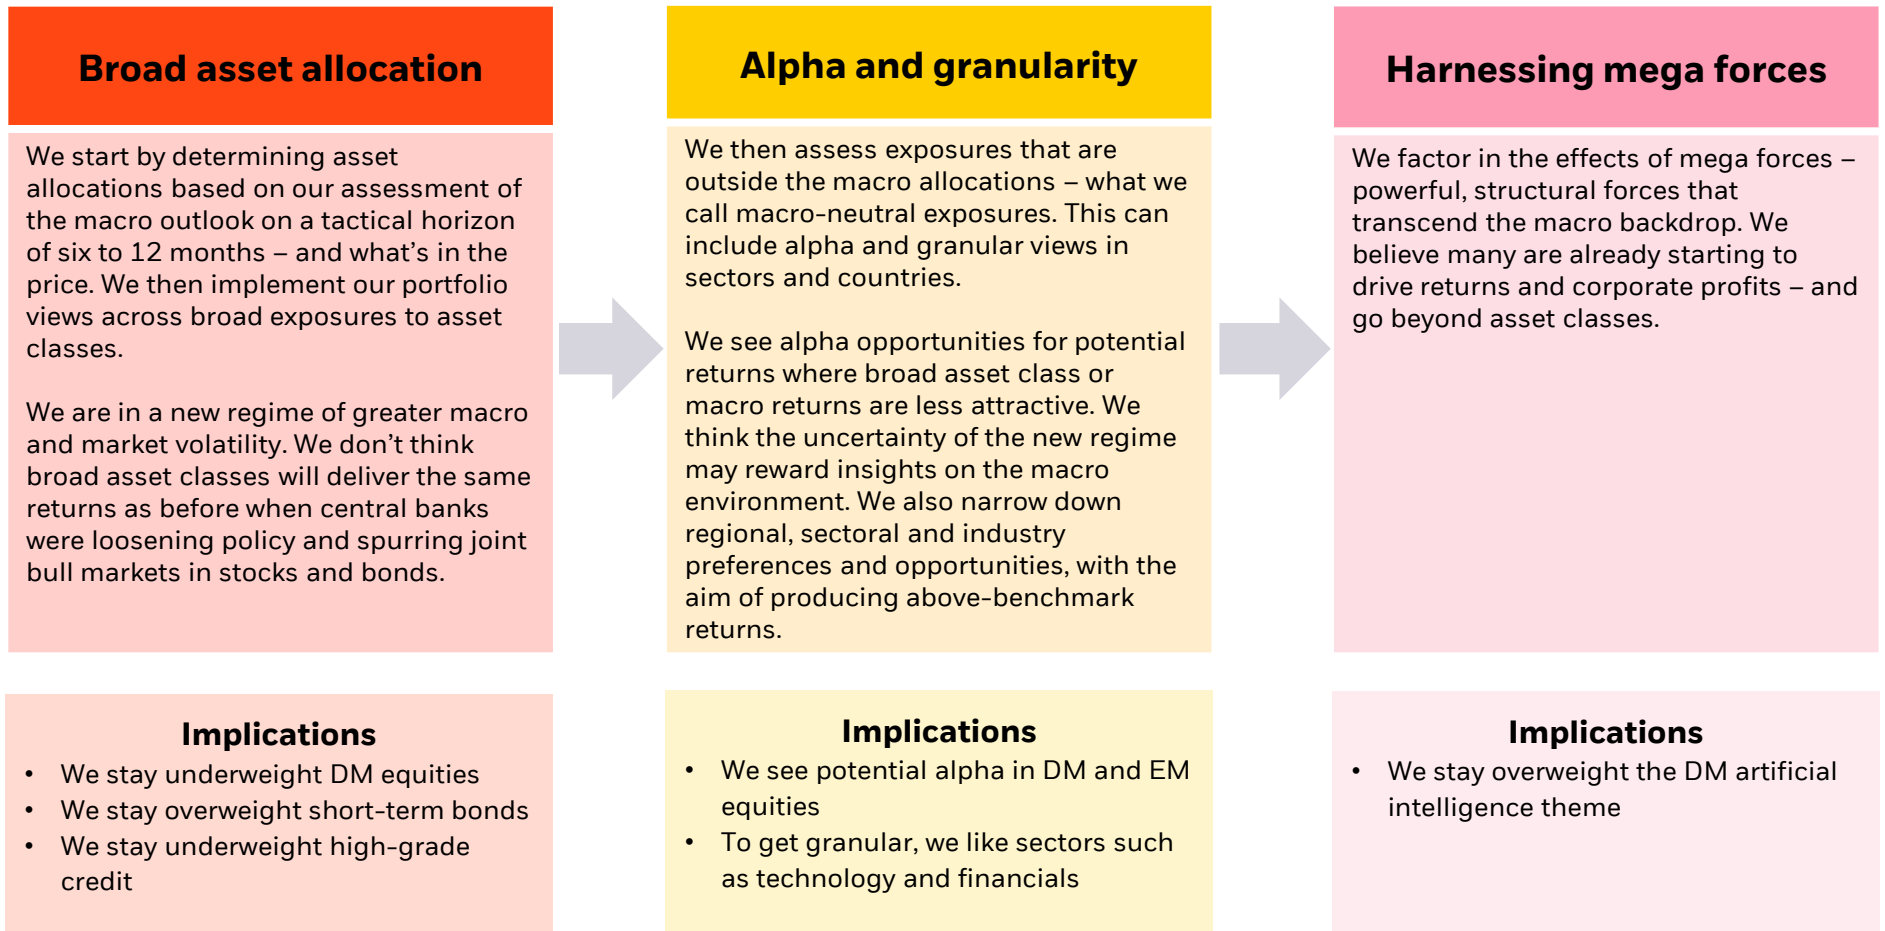 Broad asset allocation
We start by determining asset
allocations based on our assessment of
the macro outlook on a tactical horizon
of six to 12 months – and what’s in the
price. We then implement our portfolio
views across broad exposures to asset
classes.
We are in a new regime of greater macro
and market volatility. We don’t think
broad asset classes will deliver the same
returns as before when central banks
were loosening policy and spurring joint
bull markets in stocks and bonds.
Implications
• We stay underweight DM equities
• We stay overweight short-term bonds
• We stay underweight high-grade
credit
Alpha and granularity
We then assess exposures that are
outside the macro allocations – what we
call macro-neutral exposures. This can
include alpha and granular views in
sectors and countries.
We see alpha opportunities for potential
returns where broad asset class or
macro returns are less attractive. We
think the uncertainty of the new regime
may reward insights on the macro
environment. We also narrow down
regional, sectoral and industry
preferences and opportunities, with the
aim of producing above-benchmark
returns.
Implications
• We see potential alpha in DM and EM
equities
• To get granular, we like sectors such
as technology and financials
Harnessing mega forces
We factor in the effects of mega forces –
powerful, structural forces that
transcend the macro backdrop. We
believe many are already starting to
drive returns and corporate profits – and
go beyond asset classes.
Implications
• We stay overweight the DM artificial
intelligence theme